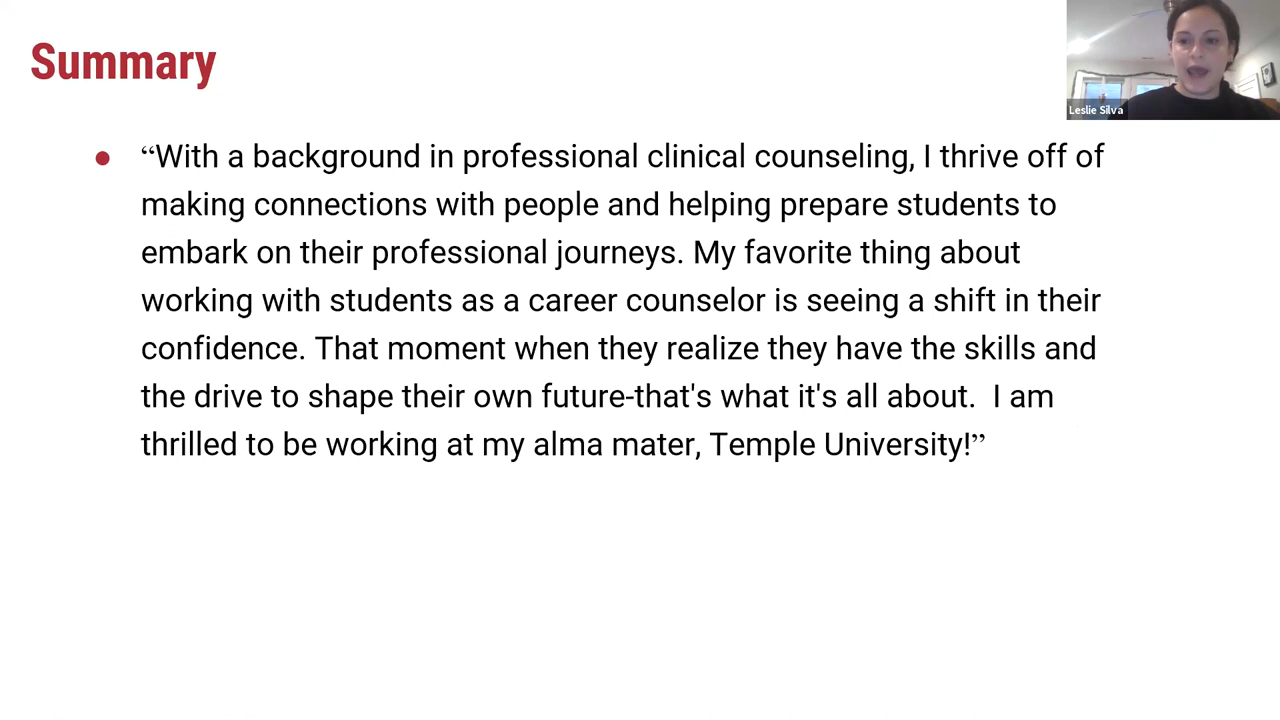 Summary
Leslie Silva
“With a background in professional clinical counseling, I thrive off of
making connections with people and helping prepare students to
embark on their professional journeys. My favorite thing about
working with students as a career counselor is seeing a shift in their
confidence. That moment when they realize they have the skills and
the drive to shape their own future-that's what it's all about.  I am
thrilled to be working at my alma mater, Temple University!”